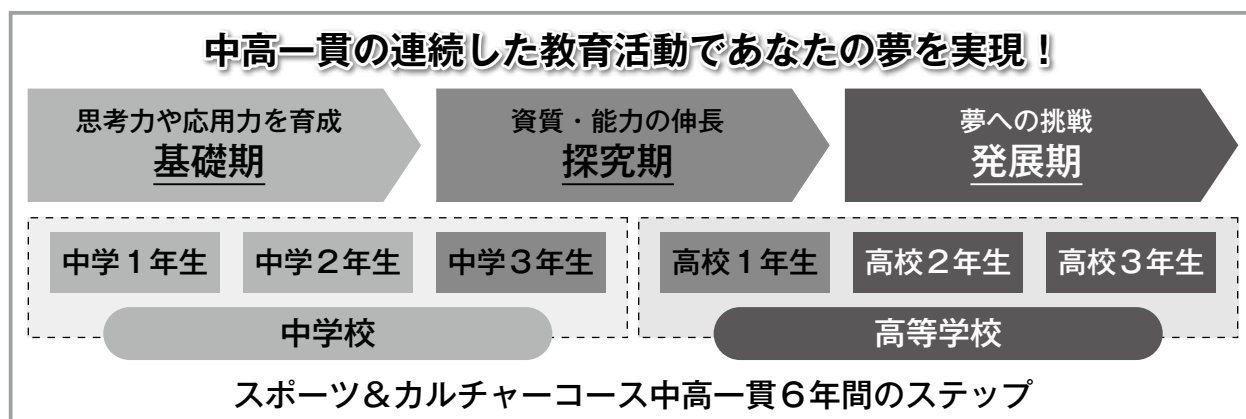 中高一貫の連続した教育活動であなたの夢を実現！
思考力や応用力を育成
基礎期
資質・能力の伸長
探究期
夢への挑戦
発展期
中学１年生
中学２年生
中学３年生
高校１年生
高校２年生
高校３年生
中学校
高等学校
スポーツ＆カルチャーコース中高一貫６年間のステップ